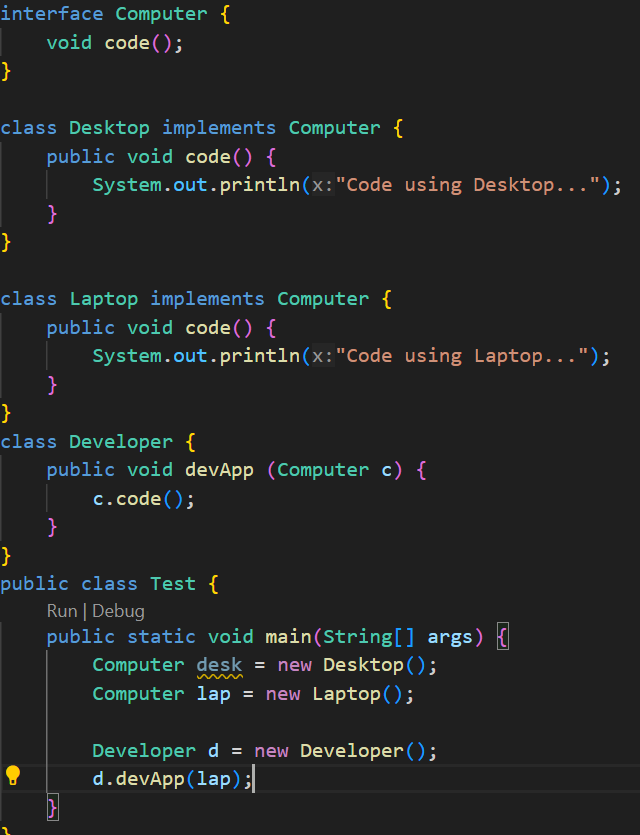 interface Computer {
    void code();
}

class Desktop implements Computer {
    public void code() {
        System.out.println(x:"Code using Desktop...");
    }
}

class Laptop implements Computer {
    public void code() {
        System.out.println(x:"Code using Laptop...");
    }
}
class Developer {
    public void devApp (Computer c) {
        c.code();
    }
}
public class Test {
    Run | Debug
    public static void main(String[] args) {
        Computer desk = new Desktop();
        Computer lap = new Laptop();

        Developer d = new Developer();
        d.devApp(lap);
    }
}